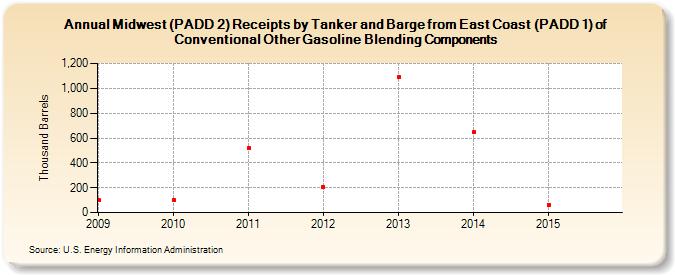 Annual Midwest (PADD 2) Receipts by Tanker and Barge from East Coast (PADD 1) of
Conventional Other Gasoline Blending Components
Thousand Barrels
1,200
1,000
800
600
400
200
0
2009 2010 2011 2012 2013 2014 2015
Source: U.S. Energy Information Administration